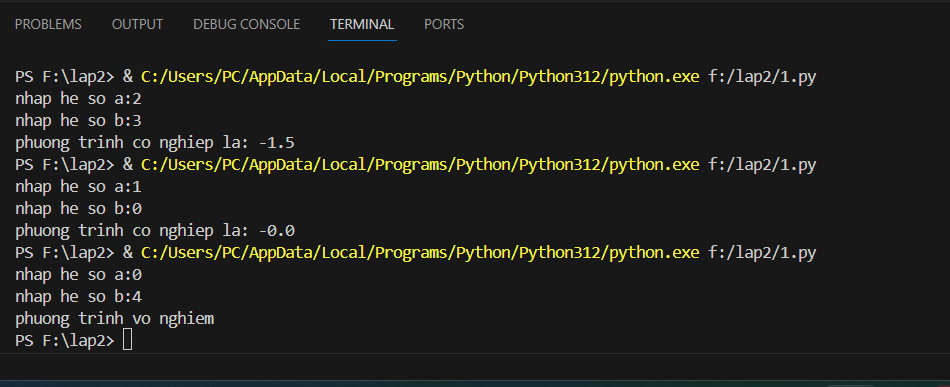 PROBLEMS OUTPUT DEBUG CONSOLE TERMINAL PORTS
PS F:\lap2> & C:/Users/PC/AppData/Local/Programs/Python/Python312/python.exe f:/lap2/1.py
nhap he so a:2
nhap he so b:3
phuong trinh co nghiep la: -1.5
PS F:\lap2> & C:/Users/PC/AppData/Local/Programs/Python/Python312/python.exe f:/lap2/1.py
nhap he so a:1
nhap he so b:0
phuong trinh co nghiep la: -0.0
PS F:\lap2> & C:/Users/PC/AppData/Local/Programs/Python/Python312/python.exe f:/lap2/1.py
nhap he so a:0
nhap he so b:4
phuong trinh vo nghiem
PS F:\lap2>